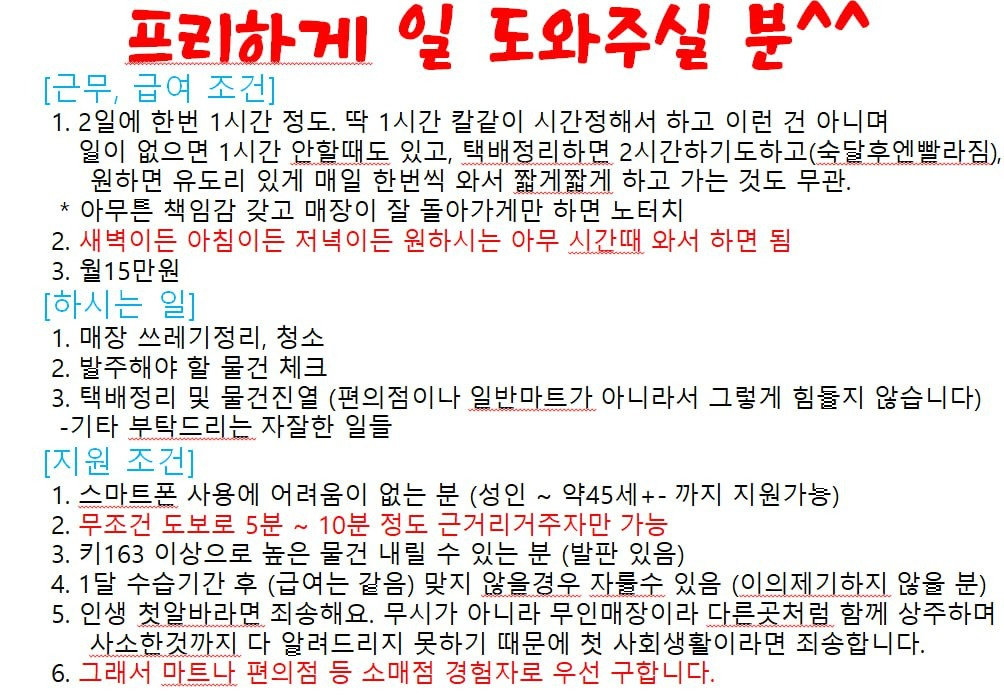 프리하게 일 도와주실 분^^
[근무, 급여 조건]
1. 2일에 한번 1시간 정도. 딱 1시간 칼같이 시간정해서 하고 이런 건 아니며
일이 없으면 1시간 안할때도 있고, 택배정리하면 2시간하기도하고(숙달후엔빨라짐),
원하면 유도리 있게 매일 한번씩 와서 짧게짧게 하고 가는 것도 무관.
* 아무튼 책임감 갖고 매장이 잘 돌아가게만 하면 노터치
2. 새벽이든 아침이든 저녁이든 원하시는 아무 시간때 와서 하면 됨
3. 월15만원
[하시는 일]
1. 매장 쓰레기정리, 청소
2. 발주해야 할 물건 체크
3. 택배정리 및 물건진열 (편의점이나 일반마트가 아니라서 그렇게 힘들지 않습니다)
-기타 부탁드리는 자잘한 일들
[지원 조건]
1. 스마트폰 사용에 어려움이 없는 분 (성인 ~ 약45세+- 까지 지원가능)
2. 무조건 도보로 5분 ~ 10분 정도 근거리거주자만 가능
3. 키163 이상으로 높은 물건 내릴 수 있는 분 (발판 있음)
4. 1달 수습기간 후 (급여는 같음) 맞지 않을경우 자를수 있음 (이의제기하지 않을 분)
5. 인생 첫알바라면 죄송해요. 무시가 아니라 무인매장이라 다른곳처럼 함께 상주하며
사소한것까지 다 알려드리지 못하기 때문에 첫 사회생활이라면 죄송합니다.
6. 그래서 마트나 편의점 등 소매점 경험자로 우선 구합니다.